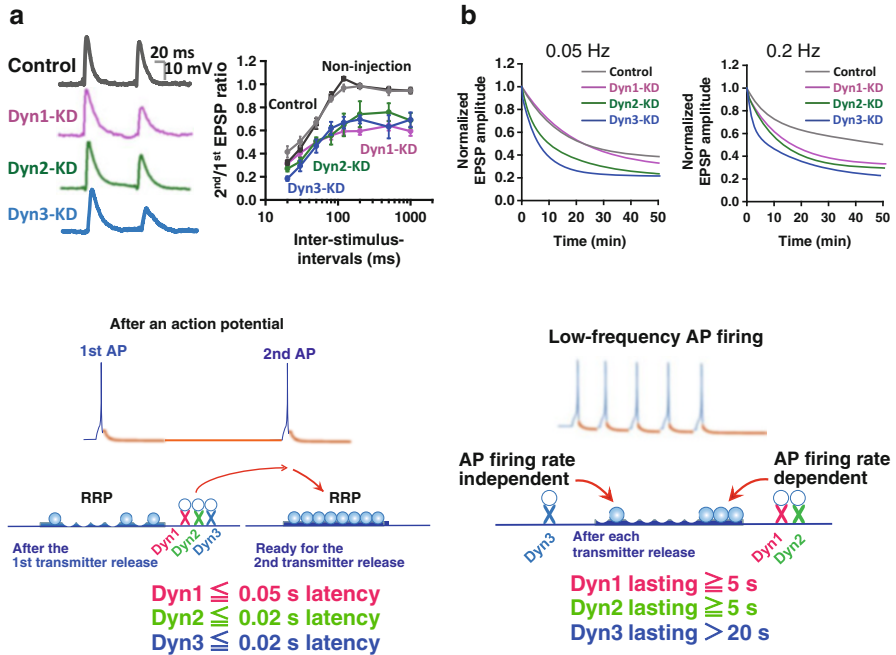 a
Control
20 ms
10 mV
Dyn1-KD
Dyn2-KD
Dyn3-KD
2nd/1st EPSP ratio
1.2
1.0
0.8
0.6
0.4
0.2
0.0
Non-injection
Control
Dyn1-KD
Dyn2-KD
Dyn3-KD
10
100
1000
Inter-stimulus-
intervals (ms)
b
0.05 Hz
Normalized
EPSP amplitude
1.2
1.0
0.8
0.6
0.4
0.2
0.0
Control
Dyn1-KD
Dyn2-KD
Dyn3-KD
0 10 20 30 40 50
Time (min)
0.2 Hz
Normalized
EPSP amplitude
1.2
1.0
0.8
0.6
0.4
0.2
0.0
Control
Dyn1-KD
Dyn2-KD
Dyn3-KD
0 10 20 30 40 50
Time (min)
After an action potential
1st AP
2nd AP
RRP
RRP
Dyn1
Dyn2
Dyn3
After the
1st transmitter release
Ready for the
2nd transmitter release
Dyn1 ≦ 0.05 s latency
Dyn2 ≦ 0.02 s latency
Dyn3 ≦ 0.02 s latency
Low-frequency AP firing
AP firing rate
independent
AP firing rate
dependent
Dyn3
After each
transmitter release
Dyn1
Dyn2
Dyn1 lasting ≧ 5 s
Dyn2 lasting ≧ 5 s
Dyn3 lasting > 20 s